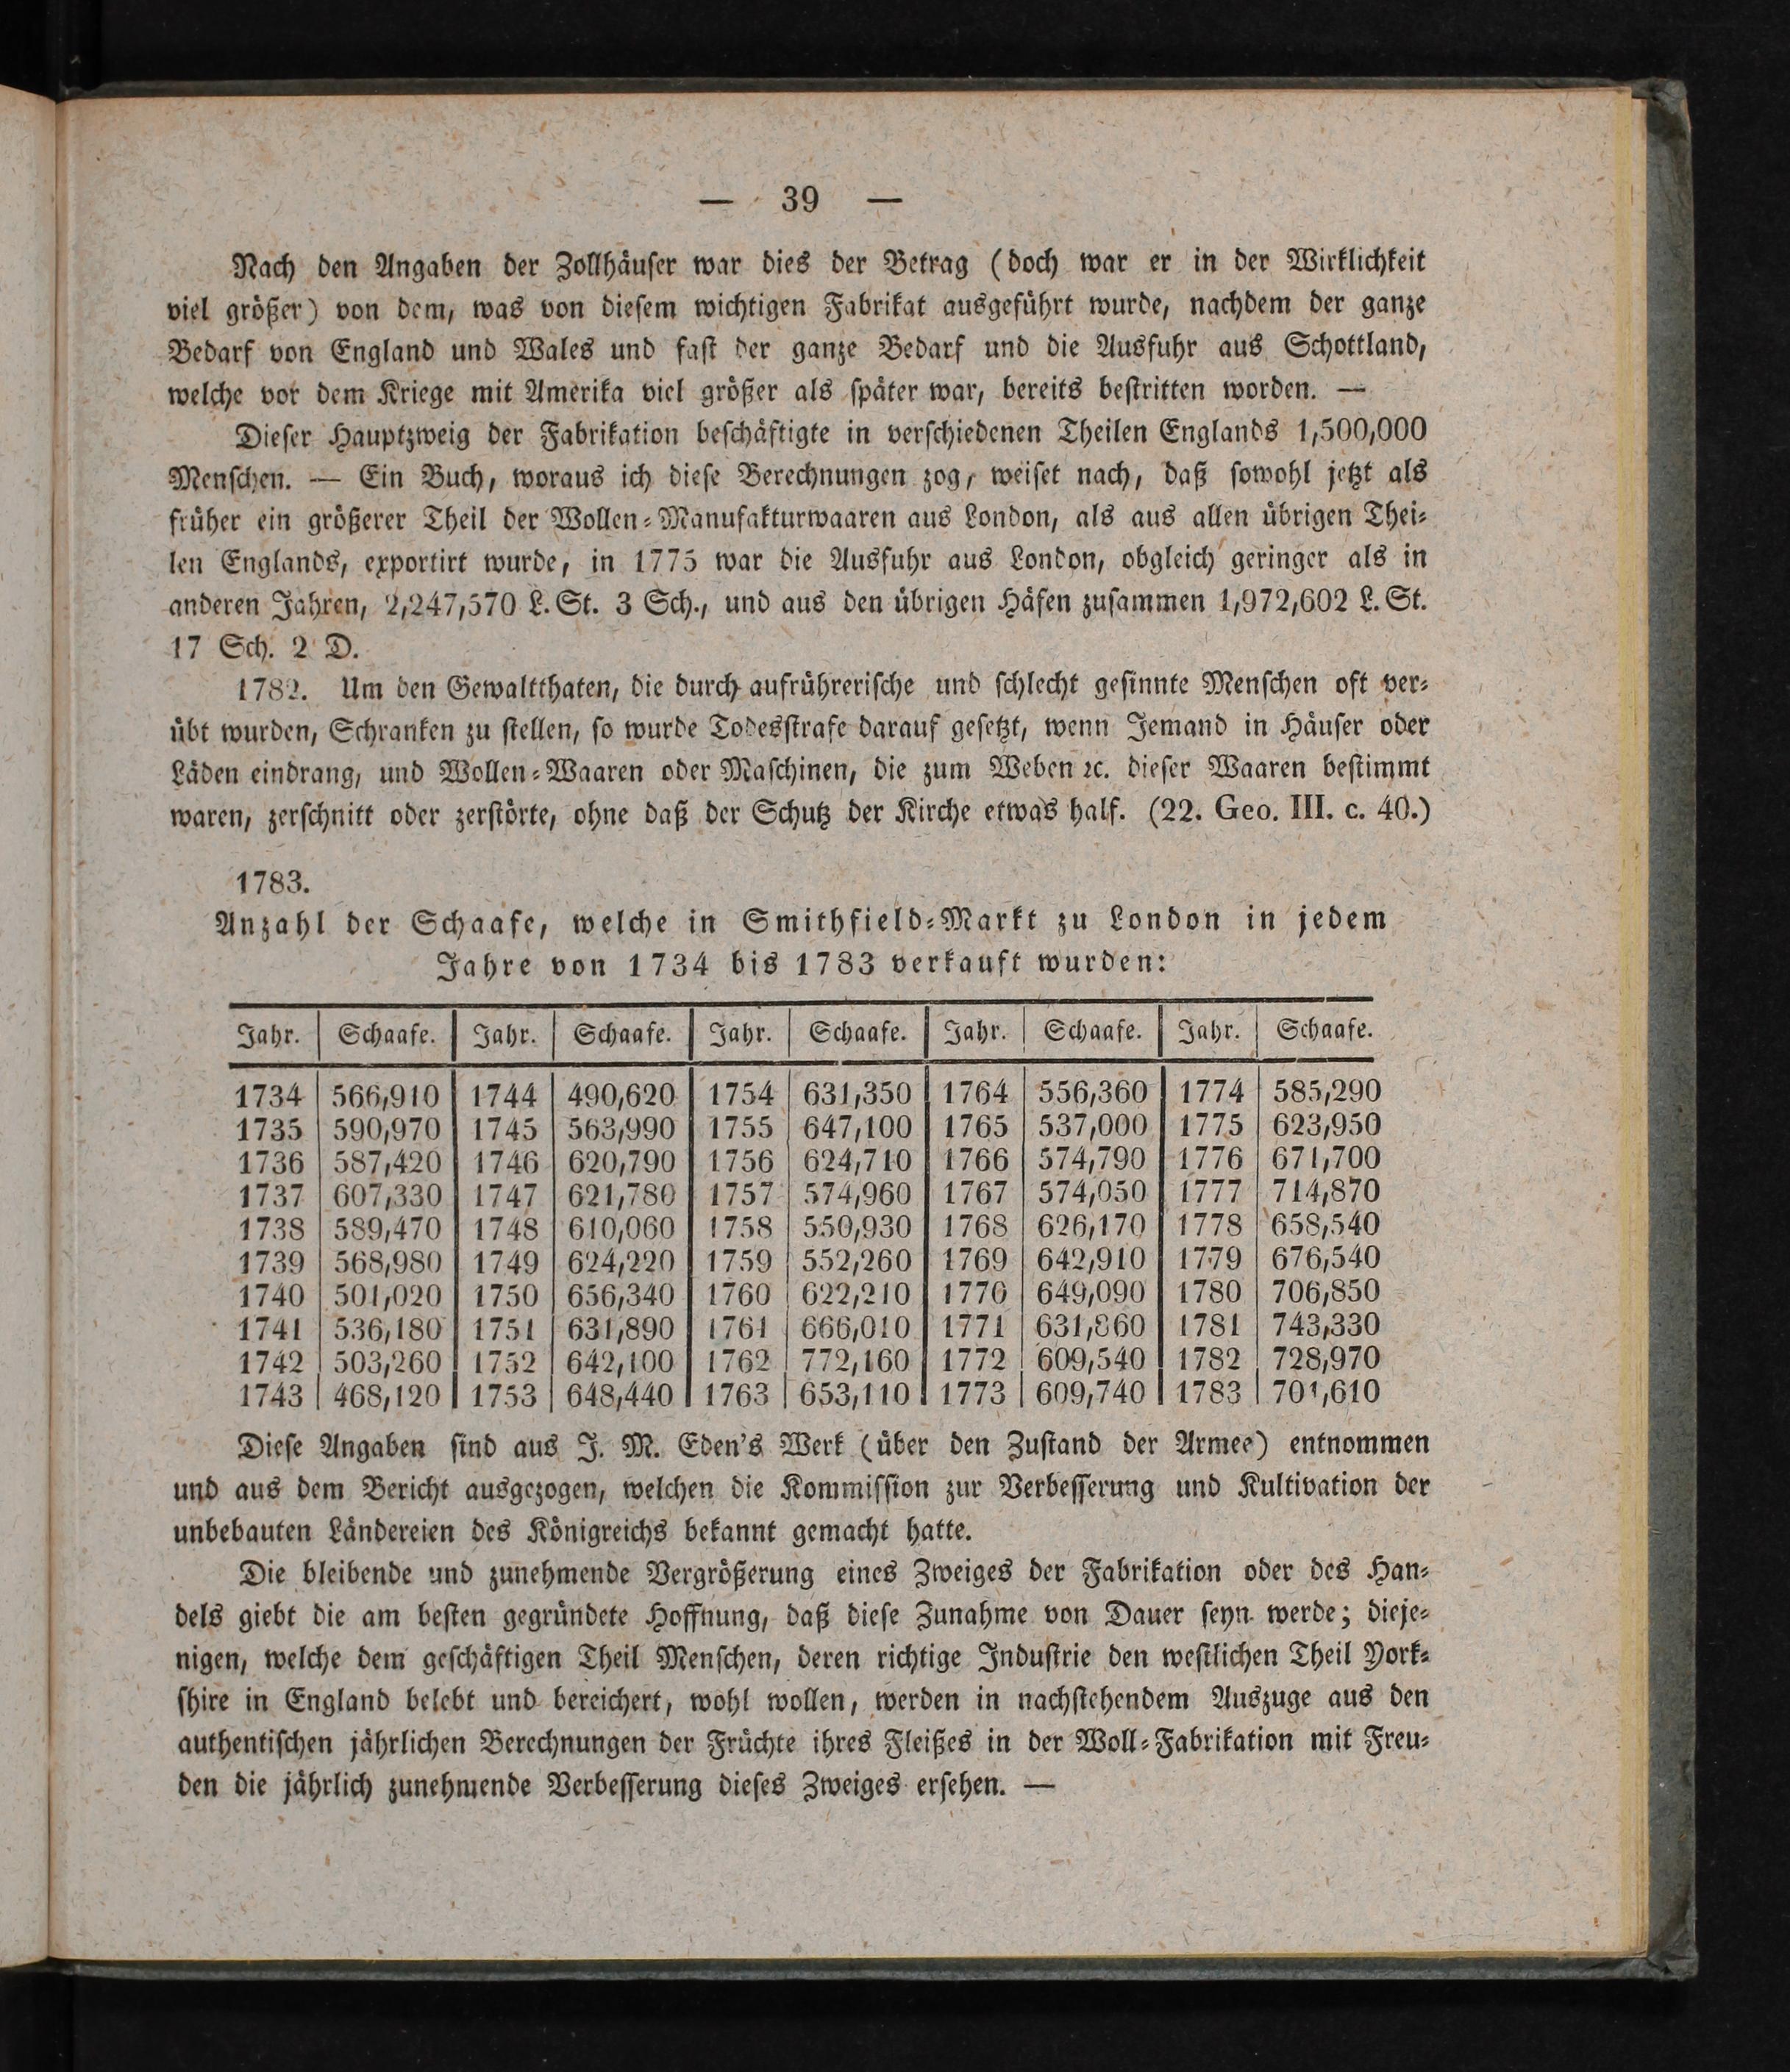 — 39 —
Nach den Angaben der Zollhäuser war dies der Betrag (doch war er in der Wirklichkeit
viel größer) von dem, was von diesem wichtigen Fabrikat ausgeführt wurde, nachdem der ganze
Bedarf von England und Wales und fast der ganze Bedarf und die Ausfuhr aus Schottland,
welche vor dem Kriege mit Amerika viel größer als später war, bereits bestritten worden. —
Dieser Hauptzweig der Fabrikation beschäftigte in verschiedenen Theilen Englands 1,500,000
Menschen. — Ein Buch, woraus ich diese Berechnungen zog, weiset nach, daß sowohl jetzt als
früher ein größerer Theil der Wollen-Manufakturwaaren aus London, als aus allen übrigen Thei-
len Englands, exportirt wurde, in 1775 war die Ausfuhr aus London, obgleich geringer als in
anderen Jahren, 2,247,570 L. St. 3 Sch., und aus den übrigen Häfen zusammen 1,972,602 L. St.
17 Sch. 2 D.
1782. Um den Gewaltthaten, die durch aufrührerische und schlecht gesinnte Menschen oft ver-
übt wurden, Schranken zu stellen, so wurde Todesstrafe darauf gesetzt, wenn Jemand in Häuser oder
Läden eindrang, und Wollen-Waaren oder Maschinen, die zum Weben ꝛc. dieser Waaren bestimmt
waren, zerschnitt oder zerstörte, ohne daß der Schutz der Kirche etwas half. (22. Geo. III. c. 40.)
1783.
Anzahl der Schaafe, welche in Smithfield-Markt zu London in jedem
Jahre von 1734 bis 1783 verkauft wurden:
Jahr. Schaafe. Jahr. Schaafe. Jahr. Schaafe. Jahr. Schaafe. Jahr. Schaafe.
1734 566,910 1744 490,620 1754 631,350 1764 556,360 1774 585,290
1735 590,970 1745 563,990 1755 647,100 1765 537,000 1775 623,950
1736 587,420 1746 620,790 1756 624,710 1766 574,790 1776 671,700
1737 607,330 1747 621,780 1757 574,960 1767 574,050 1777 714,870
1738 589,470 1748 610,060 1758 550,930 1768 626,170 1778 658,540
1739 568,980 1749 624,220 1759 552,260 1769 642,910 1779 676,540
1740 501,020 1750 656,340 1760 622,210 1770 649,090 1780 706,850
1741 536,180 1751 631,890 1761 666,010 1771 631,860 1781 743,330
1742 503,260 1752 642,100 1762 772,160 1772 609,540 1782 728,970
1743 468,120 1753 648,440 1763 653,110 1773 609,740 1783 701,610
Diese Angaben sind aus J. M. Eden's Werk (über den Zustand der Armee) entnommen
und aus dem Bericht ausgezogen, welchen die Kommission zur Verbesserung und Kultivation der
unbebauten Ländereien des Königreichs bekannt gemacht hatte.
Die bleibende und zunehmende Vergrößerung eines Zweiges der Fabrikation oder des Han-
dels giebt die am besten gegründete Hoffnung, daß diese Zunahme von Dauer seyn werde; dieje-
nigen, welche dem geschäftigen Theil Menschen, deren richtige Industrie den westlichen Theil York-
shire in England belebt und bereichert, wohl wollen, werden in nachstehendem Auszuge aus den
authentischen jährlichen Berechnungen der Früchte ihres Fleißes in der Woll-Fabrikation mit Freu-
den die jährlich zunehmende Verbesserung dieses Zweiges ersehen. —